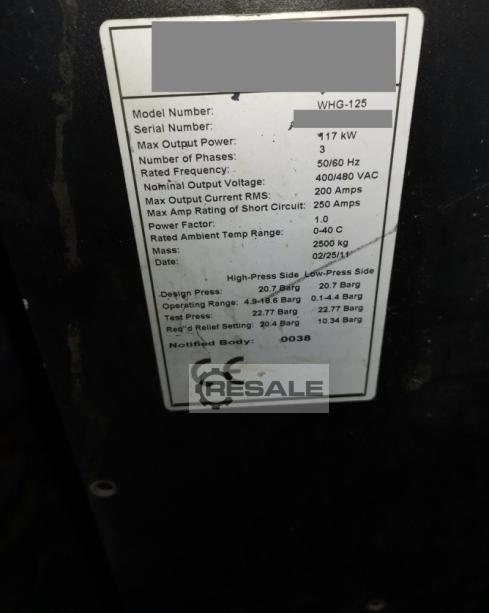 Model Number: WHG-125
Serial Number:
Max Output Power: 117 kW
Number of Phases: 3
Rated Frequency: 50/60 Hz
Nominal Output Voltage: 400/480 VAC
Max Output Current RMS: 200 Amps
Max Amp Rating of Short Circuit: 250 Amps
Power Factor: 1.0
Rated Ambient Temp Range: 0-40 C
Mass: 2500 kg
Date: 02/25/11
High-Press Side Low-Press Side
Design Press: 20.7 Barg 20.7 Barg
Operating Range: 4.9-18.6 Barg 0.1-4.4 Barg
Test Press: 22.77 Barg 22.77 Barg
Req"d Relief Setting: 20.4 Barg 10.34 Barg
Notified Body: 0038
CE
RESALE